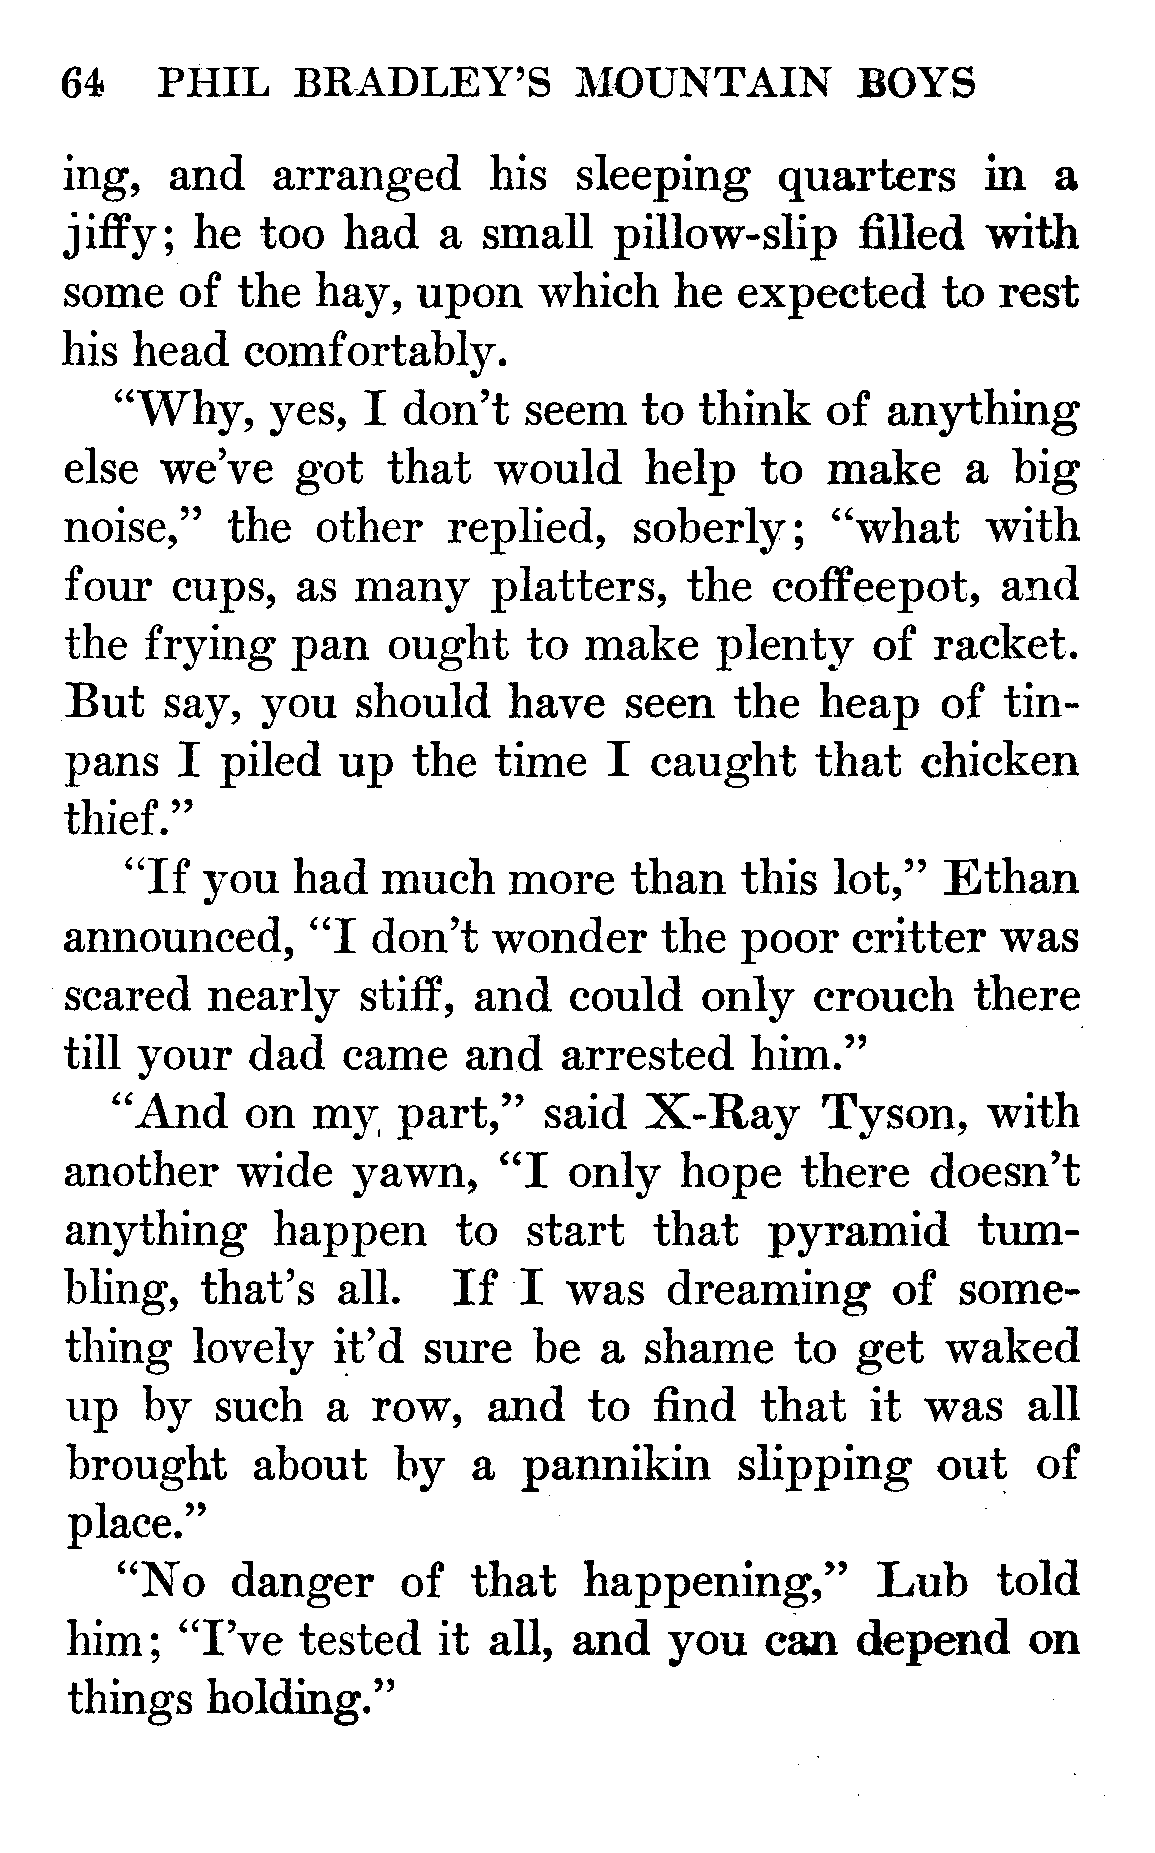 64 PHIL BRADLEY'S MOUNTAIN BOYS
ing, and arranged his sleeping quarters in a
jiffy; he too had a small pillow-slip filled with
some of the hay, upon which he expected to rest
his head comfortably.
“Why, yes, I don't seem to think of anything
else we've got that would help to make a big
noise,” the other replied, soberly; “what with
four cups, as many platters, the coffeepot, and
the frying pan ought to make plenty of racket.
But say, you should have seen the heap of tin-
pans I piled up the time I caught that chicken
thief.”
“If you had much more than this lot,” Ethan
announced, “I don't wonder the poor critter was
scared nearly stiff, and could only crouch there
till your dad came and arrested him.”
“And on my part,” said X-Ray Tyson, with
another wide yawn, “I only hope there doesn't
anything happen to start that pyramid tum-
bling, that's all. If I was dreaming of some-
thing lovely it'd sure be a shame to get waked
up by such a row, and to find that it was all
brought about by a pannikin slipping out of
place.”
“No danger of that happening,” Lub told
him; “I've tested it all, and you can depend on
things holding.”